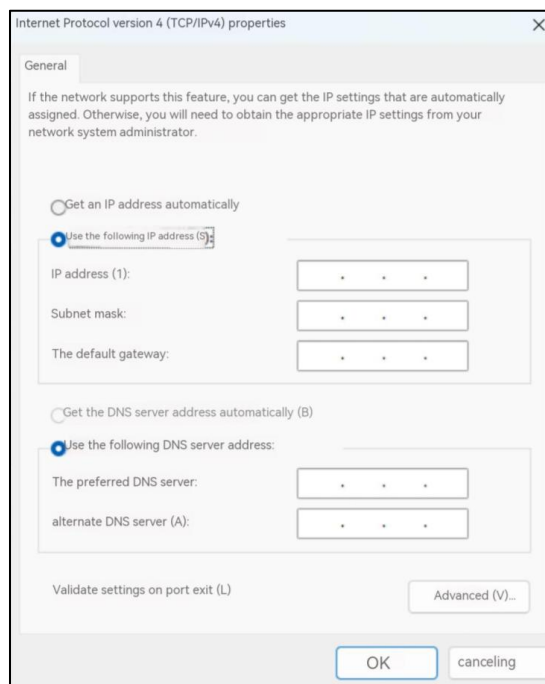 Internet Protocol version 4 (TCP/IPv4) properties
General
If the network supports this feature, you can get the IP settings that are automatically
assigned. Otherwise, you will need to obtain the appropriate IP settings from your
network system administrator.
Get an IP address automatically
Use the following IP address (S):
IP address (1):
Subnet mask:
The default gateway:
Get the DNS server address automatically (B)
Use the following DNS server address:
The preferred DNS server:
alternate DNS server (A):
Validate settings on port exit (L)
Advanced (V)...
OK
canceling